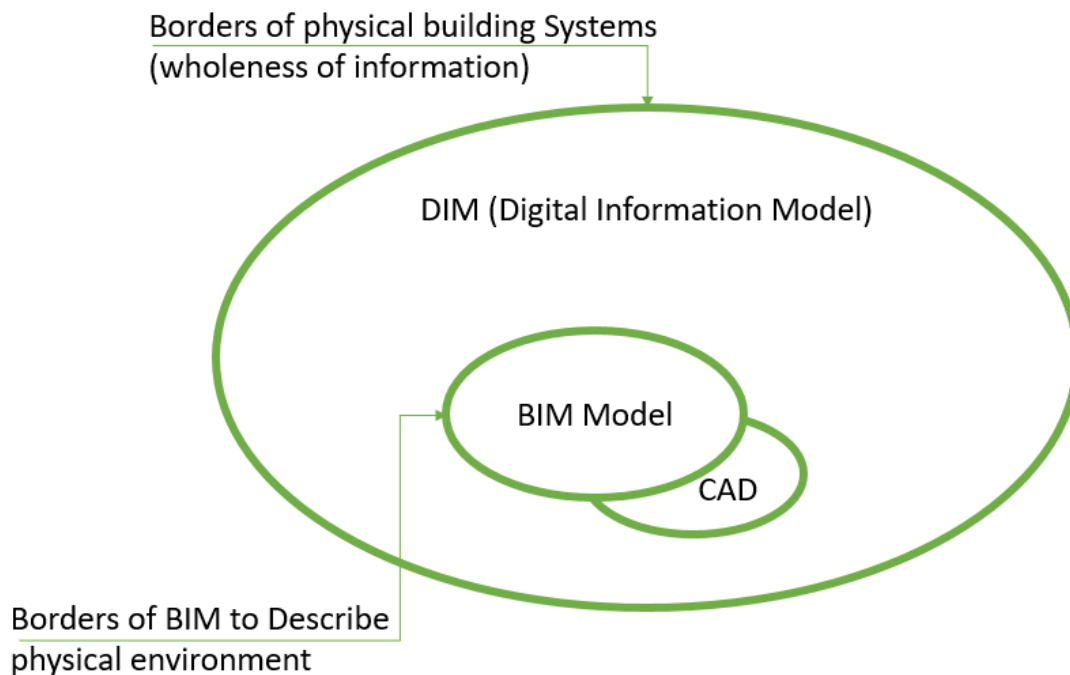 Borders of physical building Systems
(wholeness of information)
DIM (Digital Information Model)
BIM Model
CAD
Borders of BIM to Describe
physical environment